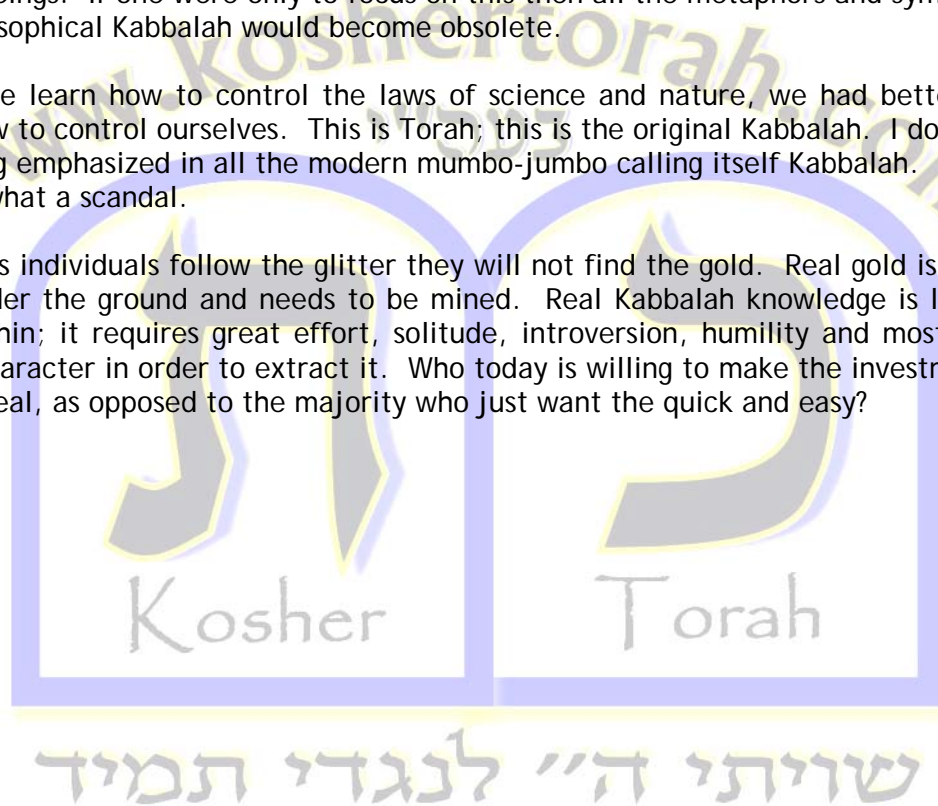 If one were only to focus on this then all the metaphors and sym
sophical Kabbalah would become obsolete.
e learn how to control the laws of science and nature, we had bette
w to control ourselves. This is Torah; this is the original Kabbalah. I do
g emphasized in all the modern mumbo-jumbo calling itself Kabbalah.
what a scandal.
s individuals follow the glitter they will not find the gold. Real gold is
der the ground and needs to be mined. Real Kabbalah knowledge is l
hin; it requires great effort, solitude, introversion, humility and most
aracter in order to extract it. Who today is willing to make the invest
eal, as opposed to the majority who just want the quick and easy?
www.koshertorah.com
כ ת
Kosher Torah
שויתי ה'' לנגדי תמיד